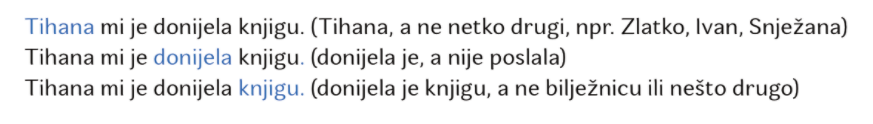 Tihana mi je donijela knjigu. (Tihana, a ne netko drugi, npr. Zlatko, Ivan, Snježana)
Tihana mi je donijela knjigu. (donijela je, a nije poslala)
Tihana mi je donijela knjigu. (donijela je knjigu, a ne bilježnicu ili nešto drugo)